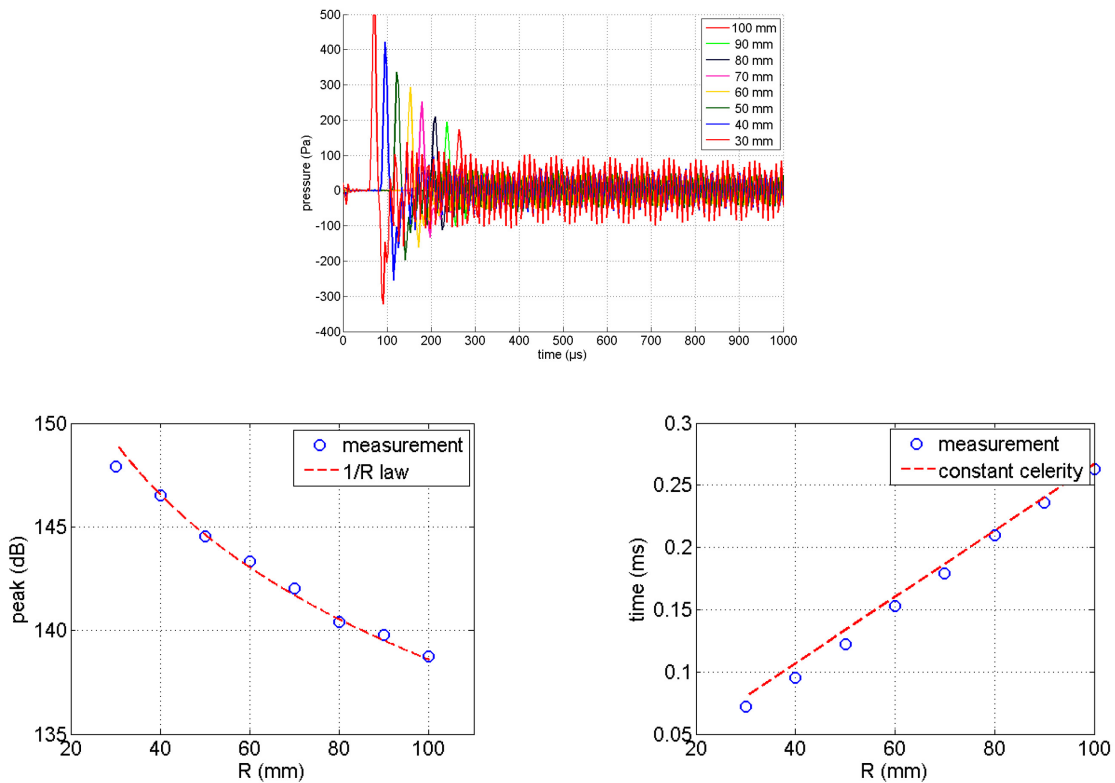 500
400
300
200
100
0
-100
-200
-300
-400
pressure (Pa)
0 100 200 300 400 500 600 700 800 900 1000
time (µs)
100 mm
90 mm
80 mm
70 mm
60 mm
50 mm
40 mm
30 mm
150
145
140
135
peak (dB)
20 40 60 80 100
R (mm)
measurement
1/R law
0.3
0.25
0.2
0.15
0.1
0.05
time (ms)
20 40 60 80 100
R (mm)
measurement
constant celerity